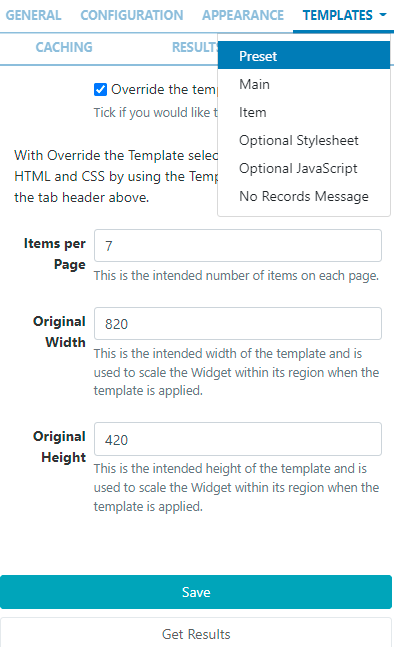 GENERAL CONFIGURATION APPEARANCE TEMPLATES
CACHING RESULTS
Preset
Main
Item
Optional Stylesheet
Optional JavaScript
No Records Message
Override the
Tick if you would like
With Override the Template
HTML and CSS by using the
the tab header above.
Items per
Page
7
This is the intended number of items on each page.
Original
Width
820
This is the intended width of the template and is
used to scale the Widget within its region when the
template is applied.
Original
Height
420
This is the intended height of the template and is
used to scale the Widget within its region when the
template is applied.
Save
Get Results